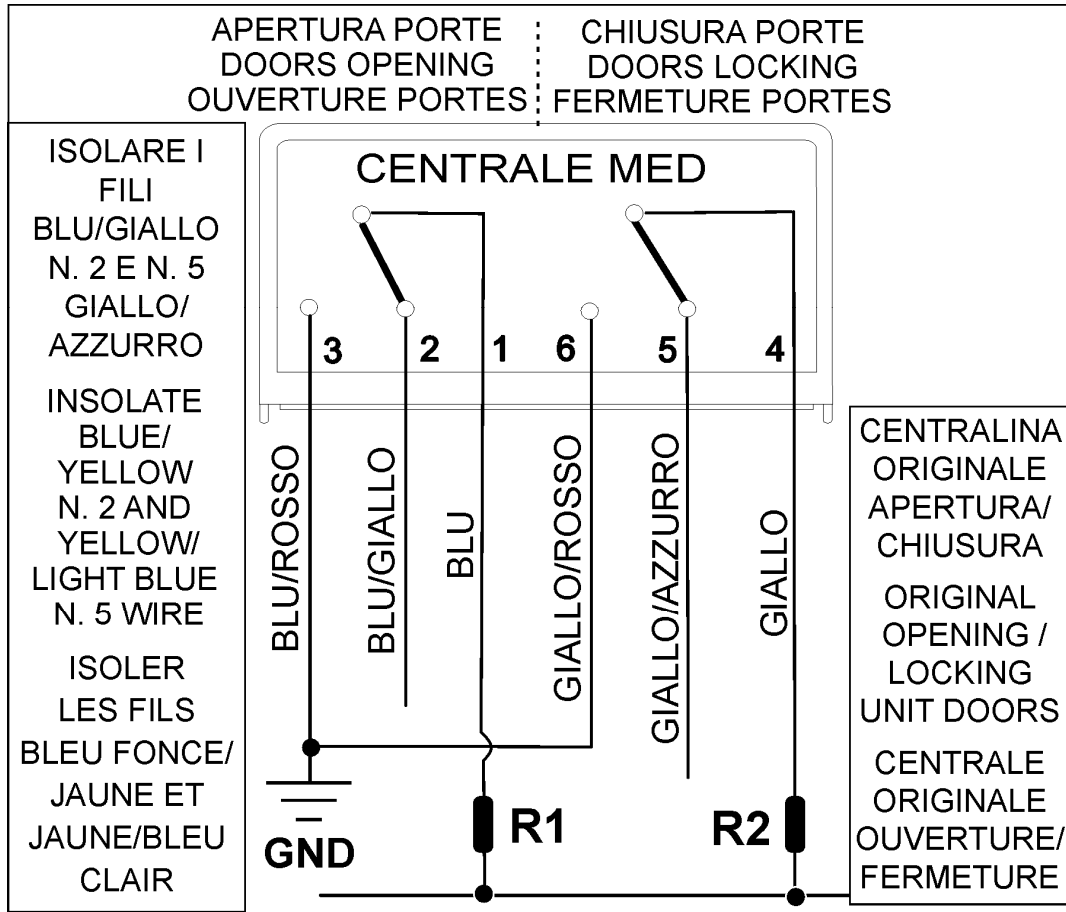 APERTURA PORTE
DOORS OPENING
OUVERTURE PORTES
CHIUSURA PORTE
DOORS LOCKING
FERMETURE PORTES
ISOLARE I
FILI
BLU/GIALLO
N. 2 E N. 5
GIALLO/
AZZURRO
INSOLATE
BLUE/
YELLOW
N. 2 AND
YELLOW/
LIGHT BLUE
N. 5 WIRE
ISOLER
LES FILS
BLEU FONCE/
JAUNE ET
JAUNE/BLEU
CLAIR
CENTRALE MED
3 2 1 6 5 4
BLU/ROSSO
BLU/GIALLO
BLU
GIALLO/ROSSO
GIALLO/AZZURRO
GIALLO
GND
R1
R2
CENTRALINA
ORIGINALE
APERTURA/
CHIUSURA
ORIGINAL
OPENING /
LOCKING
UNIT DOORS
CENTRALE
ORIGINALE
OUVERTURE/
FERMETURE